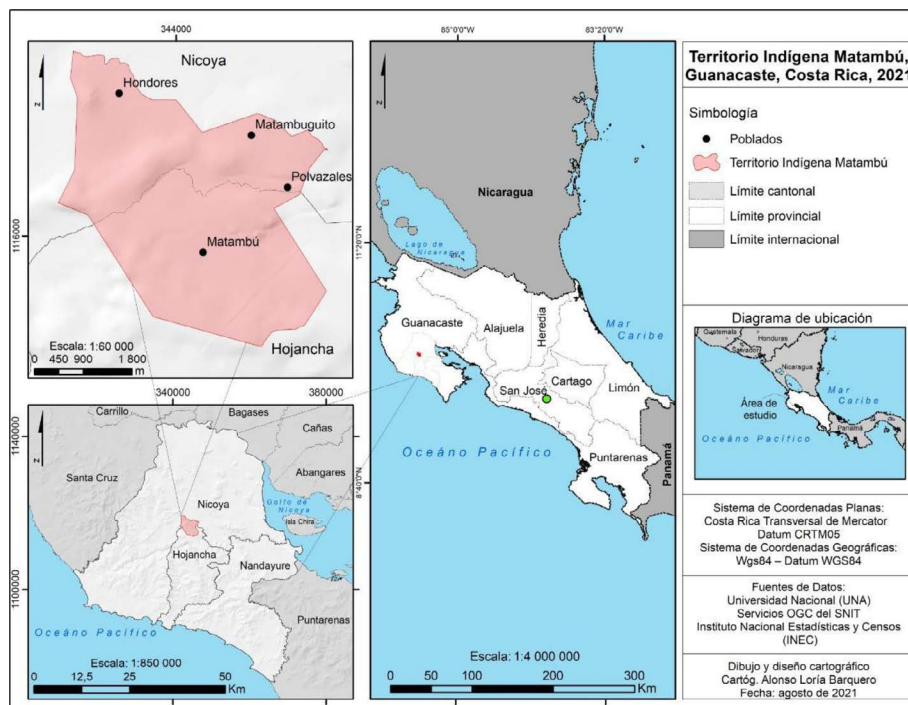 344000
Nicoya
Hondores
Matambuguito
Polvazales
Matambú
1116000
Escala: 1:60 000
0 450 900 1 800
m
Hojancha
N
340000
380000
Carrillo
Bagases
Cañas
Abangares
Santa Cruz
Nicoya
Golfo de
Nicoya
Isla Chira
Hojancha
Nandayure
Puntarenas
1140000
1100000
Océano Pacífico
Escala: 1:850 000
0 12,5 25 50
Km
N
85°0'0"W
83°20'0"W
N
Nicaragua
Lago de
Nicaragua
11°20'0"N
Guanacaste
Alajuela
Heredia
Mar
Caribe
San José
Cartago
Limón
Océano Pacífico
Puntarenas
Panamá
8°40'0"N
Escala: 1:4 000 000
0 50 100 200 300
Km
Territorio Indígena Matambú,
Guanacaste, Costa Rica, 2021
Simbología
Poblados
Territorio Indígena Matambú
Límite cantonal
Límite provincial
Límite internacional
Diagrama de ubicación
Guatemala
Honduras
Salvador
Nicaragua
Mar
Caribe
Área de
estudio
Océano Pacífico
Panamá
Sistema de Coordenadas Planas:
Costa Rica Transversal de Mercator
Datum CRTM05
Sistema de Coordenadas Geográficas:
Wgs84 – Datum WGS84
Fuentes de Datos:
Universidad Nacional (UNA)
Servicios OGC del SNIT
Instituto Nacional Estadísticas y Censos
(INEC)
Dibujo y diseño cartográfico
Cartóg. Alonso Loría Barquero
Fecha: agosto de 2021